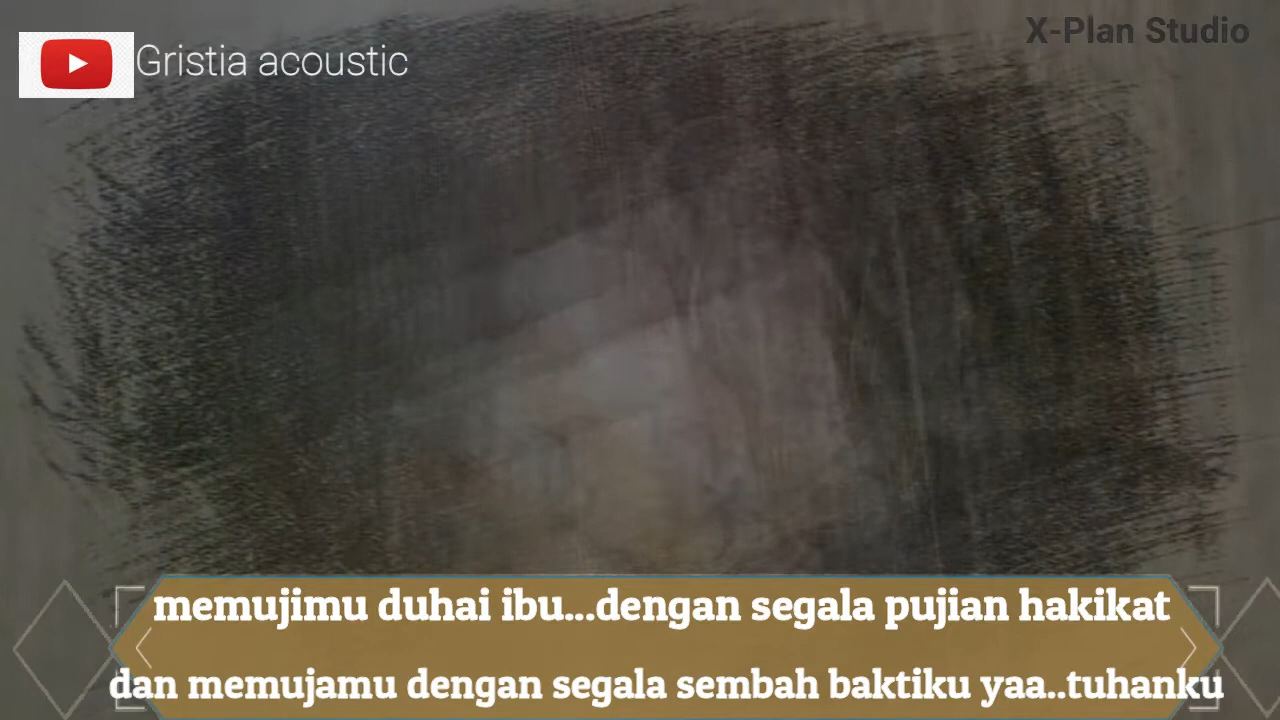 X-Plan Studio
Gristia acoustic
memujimu duhai ibu...dengan segala pujian hakikat
dan memujamu dengan segala sembah baktiku yaa..tuhanku